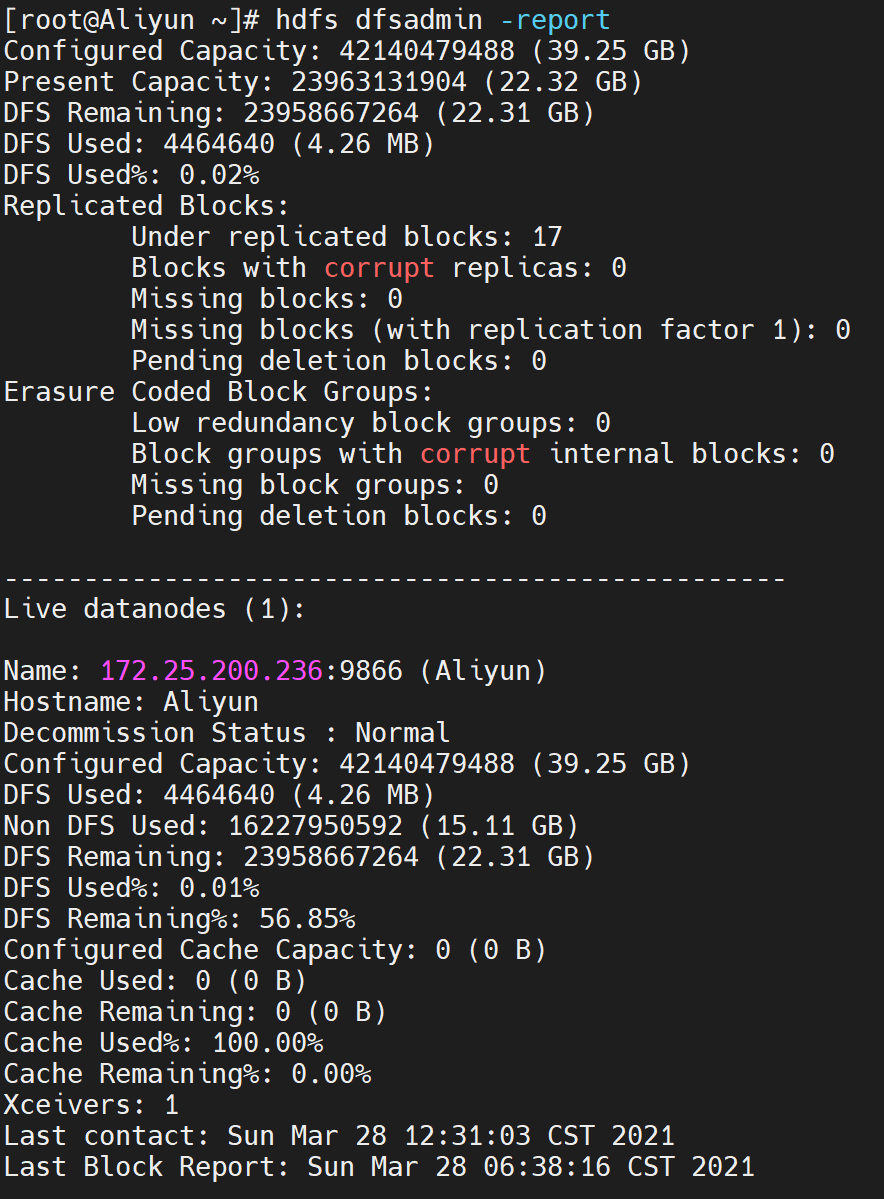 [root@Aliyun ~]# hdfs dfsadmin -report
Configured Capacity: 42140479488 (39.25 GB)
Present Capacity: 23963131904 (22.32 GB)
DFS Remaining: 23958667264 (22.31 GB)
DFS Used: 4464640 (4.26 MB)
DFS Used%: 0.02%
Replicated Blocks:
	Under replicated blocks: 17
	Blocks with corrupt replicas: 0
	Missing blocks: 0
	Missing blocks (with replication factor 1): 0
	Pending deletion blocks: 0
Erasure Coded Block Groups:
	Low redundancy block groups: 0
	Block groups with corrupt internal blocks: 0
	Missing block groups: 0
	Pending deletion blocks: 0

-------------------------------------------------
Live datanodes (1):

Name: 172.25.200.236:9866 (Aliyun)
Hostname: Aliyun
Decommission Status : Normal
Configured Capacity: 42140479488 (39.25 GB)
DFS Used: 4464640 (4.26 MB)
Non DFS Used: 16227950592 (15.11 GB)
DFS Remaining: 23958667264 (22.31 GB)
DFS Used%: 0.01%
DFS Remaining%: 56.85%
Configured Cache Capacity: 0 (0 B)
Cache Used: 0 (0 B)
Cache Remaining: 0 (0 B)
Cache Used%: 100.00%
Cache Remaining%: 0.00%
Xceivers: 1
Last contact: Sun Mar 28 12:31:03 CST 2021
Last Block Report: Sun Mar 28 06:38:16 CST 2021